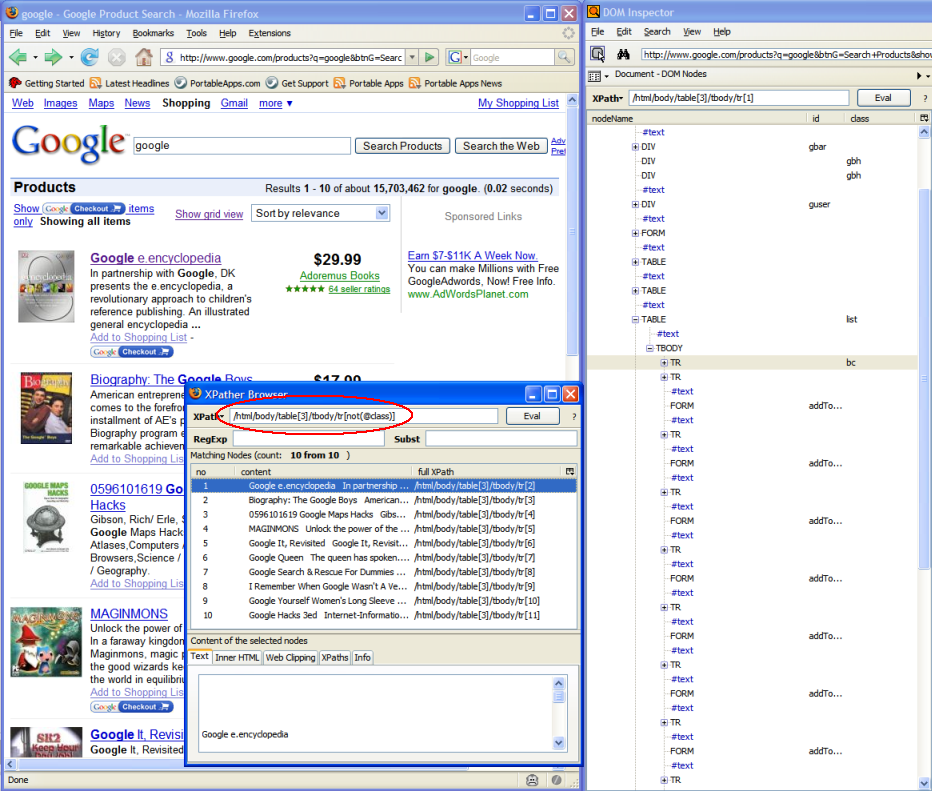 google - Google Product Search - Mozilla Firefox
File Edit View History Bookmarks Tools Help Extensions
http://www.google.com/products?q=google&btnG=Searc
Google
Getting Started Latest Headlines PortableApps.com Get Support Portable Apps Portable Apps News
Web Images Maps News Shopping Gmail more ▼ My Shopping List
Google google Search Products Search the Web Adv
Pref
Products Results 1 - 10 of about 15,703,462 for google. (0.02 seconds)
Show Google Checkout items
only Showing all items
Show grid view Sort by relevance Sponsored Links
Google e.encyclopedia
In partnership with Google, DK
presents the e.encyclopedia, a
revolutionary approach to children's
reference publishing. An illustrated
general encyclopedia ...
Add to Shopping List -
Google Checkout
$29.99
Adoremus Books
★★★★★ 64 seller ratings
Earn $7-$11K A Week Now.
You can make Millions with Free
GoogleAdwords, Now! Free Info.
www.AdWordsPlanet.com
Biography: The Google Boys $17.99
American entreprene
comes to the forefron
installment of AE's p
Biography program e
remarkable achievem
Add to Shopping Lis
0596101619 Go
Hacks
Gibson, Rich/ Erle, S
Google Maps Hack
Atlases,Computers /
Browsers,Science /
/ Geography.
Add to Shopping Lis
MAGINMONS
Unlock the power of
In a faraway kingdon
Maginmons, magic p
the good wizards ke
the world in equilibriu
Add to Shopping Lis
Google Checkout
Google It, Revisi
Google It, Revisited
Done
GOOGLE MAPS
HACKS
MAGINMONS
XPather Browser
XPath /html/body/table[3]/tbody/tr[not(@class)] Eval ?
RegExp Subst
Matching Nodes (count: 10 from 10 )
no content full XPath
1 Google e.encyclopedia In partnership ... /html/body/table[3]/tbody/tr[2]
2 Biography: The Google Boys American... /html/body/table[3]/tbody/tr[3]
3 0596101619 Google Maps Hacks Gibs... /html/body/table[3]/tbody/tr[4]
4 MAGINMONS Unlock the power of the ... /html/body/table[3]/tbody/tr[5]
5 Google It, Revisited Google It, Revisit... /html/body/table[3]/tbody/tr[6]
6 Google Queen The queen has spoken.... /html/body/table[3]/tbody/tr[7]
7 Google Search & Rescue For Dummies ... /html/body/table[3]/tbody/tr[8]
8 I Remember When Google Wasn't A Ve... /html/body/table[3]/tbody/tr[9]
9 Google Yourself Women's Long Sleeve ... /html/body/table[3]/tbody/tr[10]
10 Google Hacks 3ed Internet-Informatio... /html/body/table[3]/tbody/tr[11]
Content of the selected nodes
Text Inner HTML Web Clipping XPaths Info
Google e.encyclopedia
DOM Inspector
File Edit Search View Help
http://www.google.com/products?q=google&btnG=Search+Products&show
Document - DOM Nodes
XPath /html/body/table[3]/tbody/tr[1] Eval ?
nodeName id class
#text
DIV gbar
DIV gbh
DIV gbh
#text
DIV guser
#text
FORM
#text
TABLE
#text
TABLE
#text
TABLE list
#text
TBODY
TR bc
TR
#text
FORM addTo...
#text
TR
#text
FORM addTo...
#text
TR
#text
FORM addTo...
#text
TR
#text
FORM addTo...
#text
TR
#text
FORM addTo...
#text
TR
#text
FORM addTo...
#text
TR
#text
FORM addTo...
#text
TR